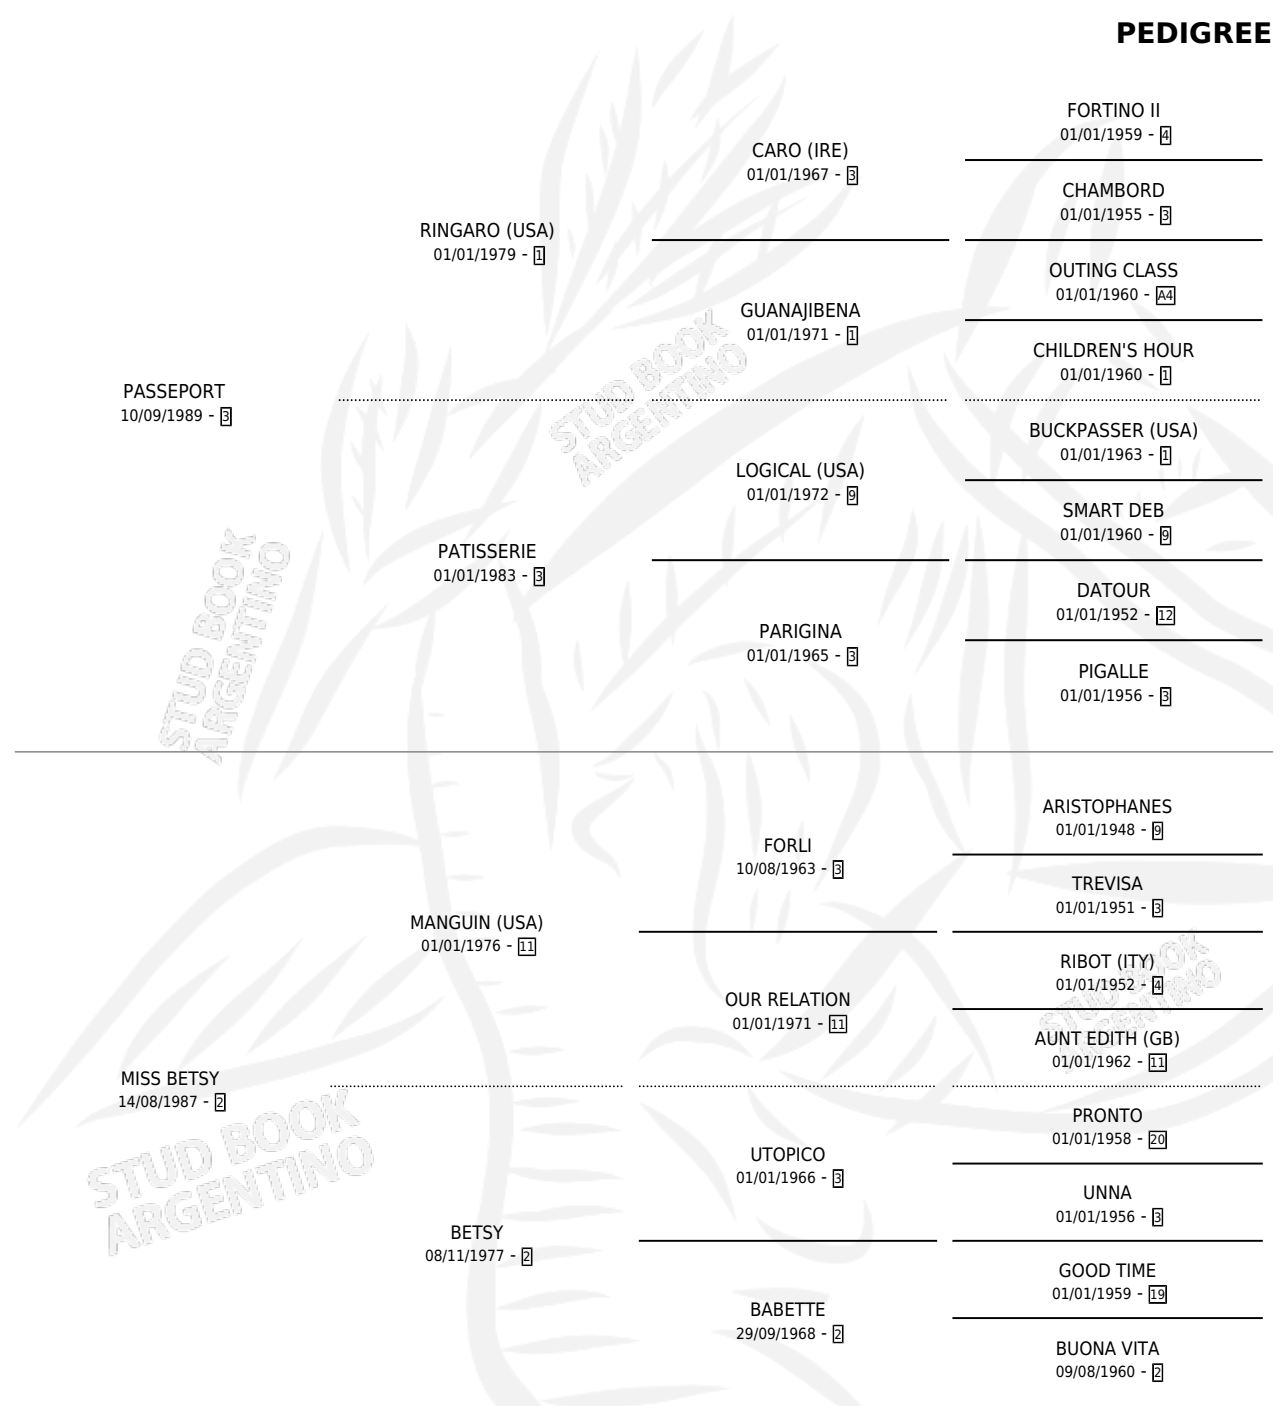 PEDIGREE
FORTINO II
01/01/1959 - 4
CARO (IRE)
01/01/1967 - 3
CHAMBORD
01/01/1955 - 3
RINGARO (USA)
01/01/1979 - 1
OUTING CLASS
01/01/1960 - A4
GUANAJIBENA
01/01/1971 - 1
CHILDREN'S HOUR
01/01/1960 - 1
PASSEPORT
10/09/1989 - 3
BUCKPASSER (USA)
01/01/1963 - 1
LOGICAL (USA)
01/01/1972 - 9
SMART DEB
01/01/1960 - 9
PATISSERIE
01/01/1983 - 3
DATOUR
01/01/1952 - 12
PARIGINA
01/01/1965 - 3
PIGALLE
01/01/1956 - 3
ARISTOPHANES
01/01/1948 - 9
FORLI
10/08/1963 - 3
TREVISA
01/01/1951 - 3
MANGUIN (USA)
01/01/1976 - 11
RIBOT (ITY)
01/01/1952 - 4
OUR RELATION
01/01/1971 - 11
AUNT EDITH (GB)
01/01/1962 - 11
MISS BETSY
14/08/1987 - 2
PRONTO
01/01/1958 - 20
UTOPICO
01/01/1966 - 3
UNNA
01/01/1956 - 3
BETSY
08/11/1977 - 2
GOOD TIME
01/01/1959 - 19
BABETTE
29/09/1968 - 2
BUONA VITA
09/08/1960 - 2
STUD BOOK
ARGENTINO
STUD BOOK
ARGENTINO
STUD BOOK
ARGENTINO
STUD BOOK
ARGENTINO